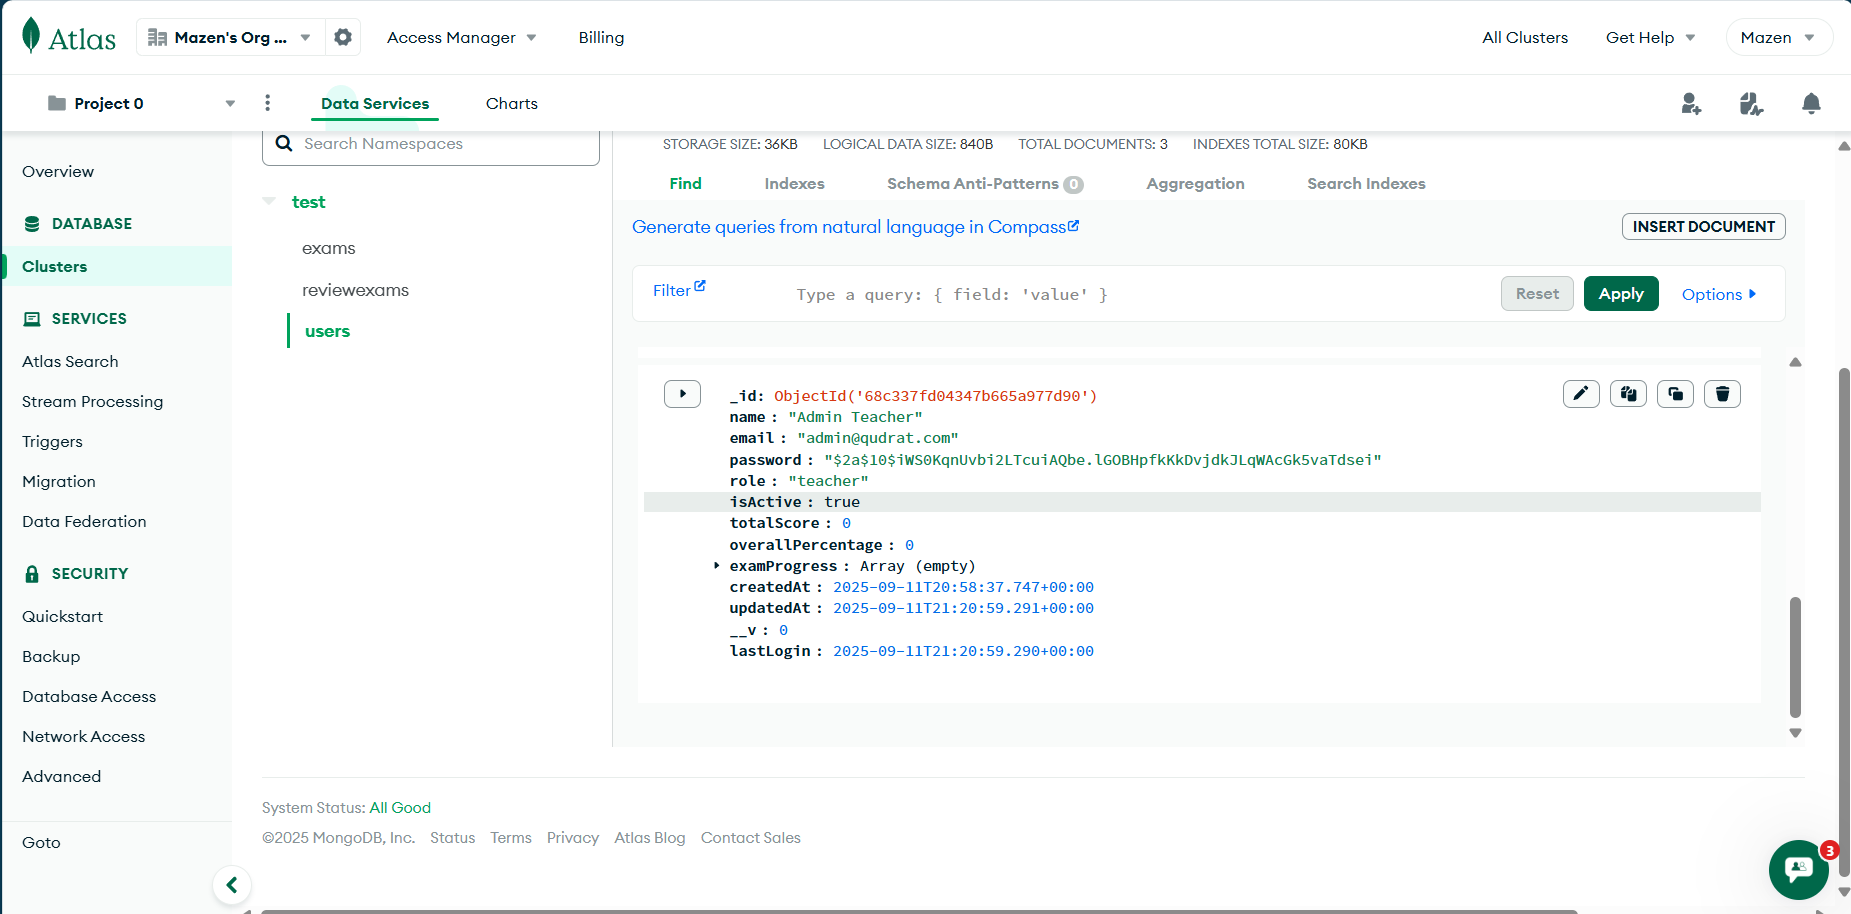 Atlas
Mazen's Org ...
Access Manager
Billing
All Clusters
Get Help
Mazen
Project 0
Data Services
Charts
Overview
DATABASE
Clusters
SERVICES
Atlas Search
Stream Processing
Triggers
Migration
Data Federation
SECURITY
Quickstart
Backup
Database Access
Network Access
Advanced
Goto
Search Namespaces
test
exams
reviewexams
users
STORAGE SIZE: 36KB LOGICAL DATA SIZE: 840B TOTAL DOCUMENTS: 3 INDEXES TOTAL SIZE: 80KB
Find Indexes Schema Anti-Patterns 0 Aggregation Search Indexes
Generate queries from natural language in Compass
INSERT DOCUMENT
Filter
Type a query: { field: 'value' }
Reset
Apply
Options
_id: ObjectId('68c337fd04347b665a977d90')
name : "Admin Teacher"
email : "admin@qudrat.com"
password : "$2a$10$iWS0KqnUvbi2LTcuiAQbe.lGOBHpfkKkDvjdkJLqWAcGk5vaTdsei"
role : "teacher"
isActive : true
totalScore : 0
overallPercentage : 0
examProgress : Array (empty)
createdAt : 2025-09-11T20:58:37.747+00:00
updatedAt : 2025-09-11T21:20:59.291+00:00
__v : 0
lastLogin : 2025-09-11T21:20:59.290+00:00
System Status: All Good
©2025 MongoDB, Inc. Status Terms Privacy Atlas Blog Contact Sales
3